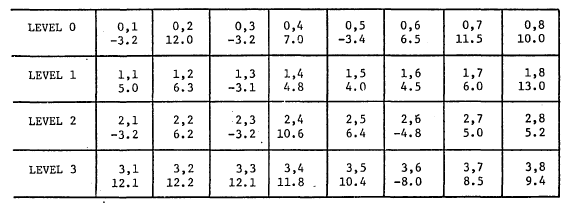 LEVEL 0 0,1 0,2 0,3 0,4 0,5 0,6 0,7 0,8
-3.2 12.0 -3.2 7.0 -3.4 6.5 11.5 10.0
LEVEL 1 1,1 1,2 1,3 1,4 1,5 1,6 1,7 1,8
5.0 6.3 -3.1 4.8 4.0 4.5 6.0 13.0
LEVEL 2 2,1 2,2 2,3 2,4 2,5 2,6 2,7 2,8
-3.2 6.2 -3.2 10.6 6.4 -4.8 5.0 5.2
LEVEL 3 3,1 3,2 3,3 3,4 3,5 3,6 3,7 3,8
12.1 12.2 12.1 11.8 10.4 -8.0 8.5 9.4